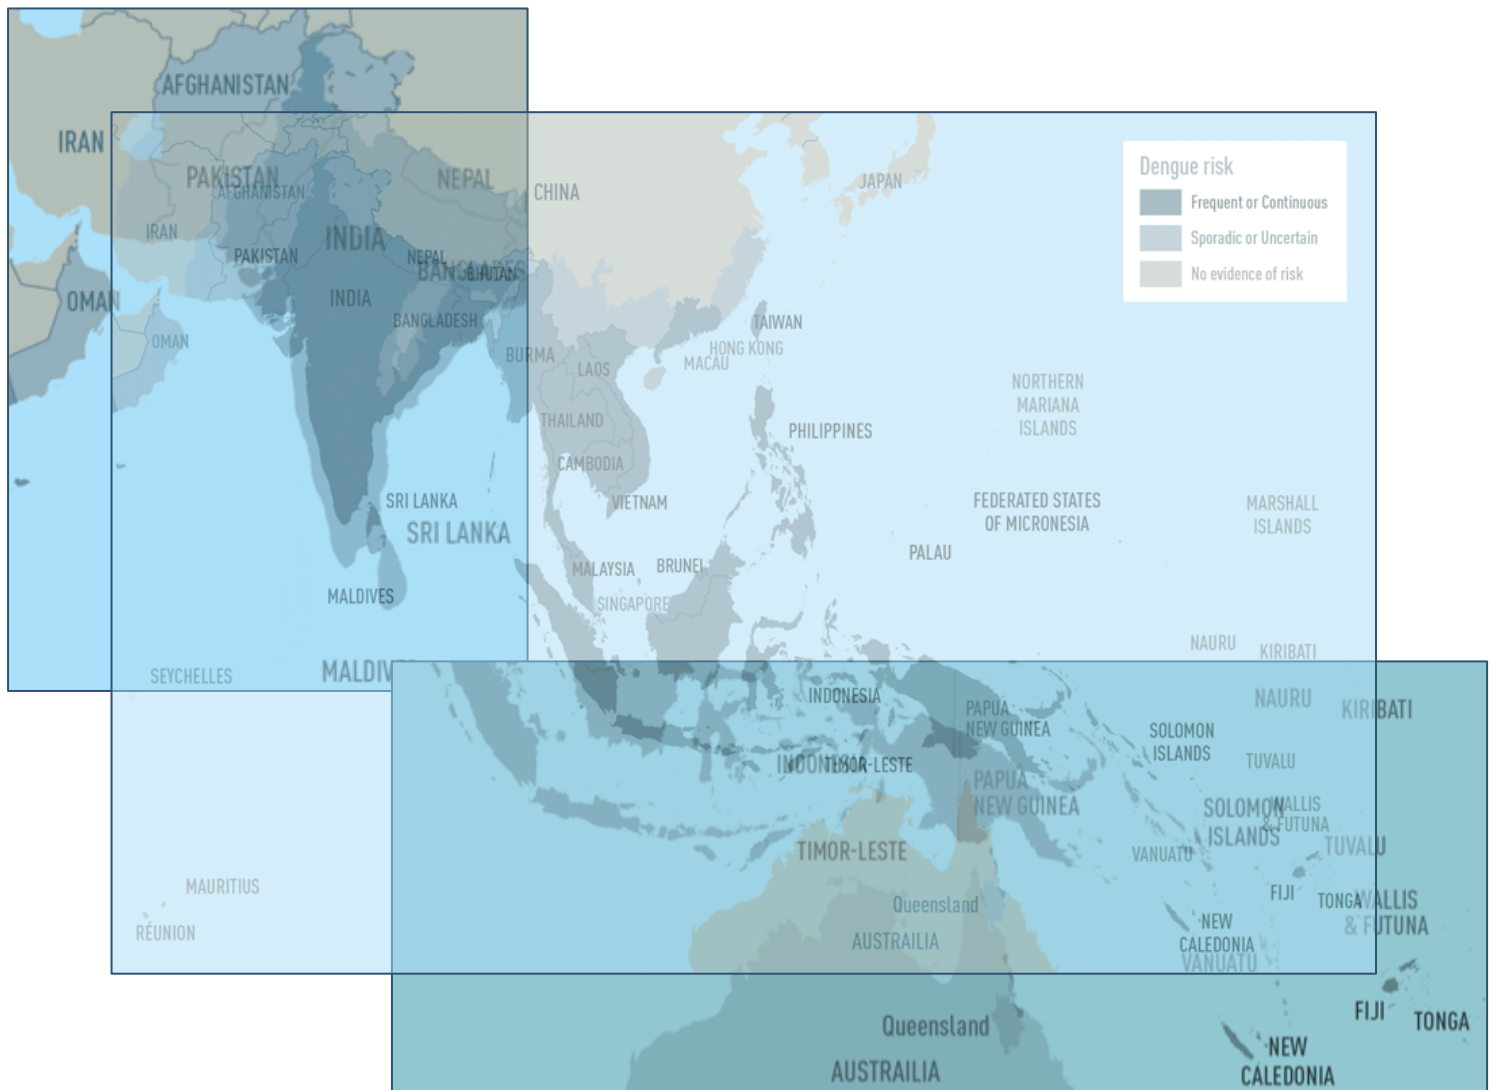 AFGHANISTAN
IRAN
PAKISTAN
NEPAL
AFGHANISTAN
CHINA
JAPAN
Dengue risk
Frequent or Continuous
Sporadic or Uncertain
No evidence of risk
IRAN
INDIA
PAKISTAN
NEPAL
BANGLADESH
BHUTAN
OMAN
INDIA
BANGLADESH
TAIWAN
OMAN
HONG KONG
MACAU
BURMA
LAOS
NORTHERN
MARIANA
ISLANDS
THAILAND
PHILIPPINES
CAMBODIA
VIETNAM
SRI LANKA
FEDERATED STATES
OF MICRONESIA
MARSHALL
ISLANDS
SRI LANKA
PALAU
MALAYSIA
BRUNEI
SINGAPORE
MALDIVES
NAURU
KIRIBATI
SEYCHELLES
INDONESIA
NAURU
KIRIBATI
PAPUA
NEW GUINEA
SOLOMON
ISLANDS
INDONESIA
TIMOR-LESTE
TUVALU
PAPUA
NEW GUINEA
SOLOMON
ISLANDS
WALLIS
& FUTUNA
TIMOR-LESTE
VANUATU
TUVALU
MAURITIUS
RÉUNION
Queensland
AUSTRAILIA
FIJI
TONGA
WALLIS
& FUTUNA
NEW
CALEDONIA
VANUATU
Queensland
AUSTRAILIA
FIJI
TONGA
NEW
CALEDONIA